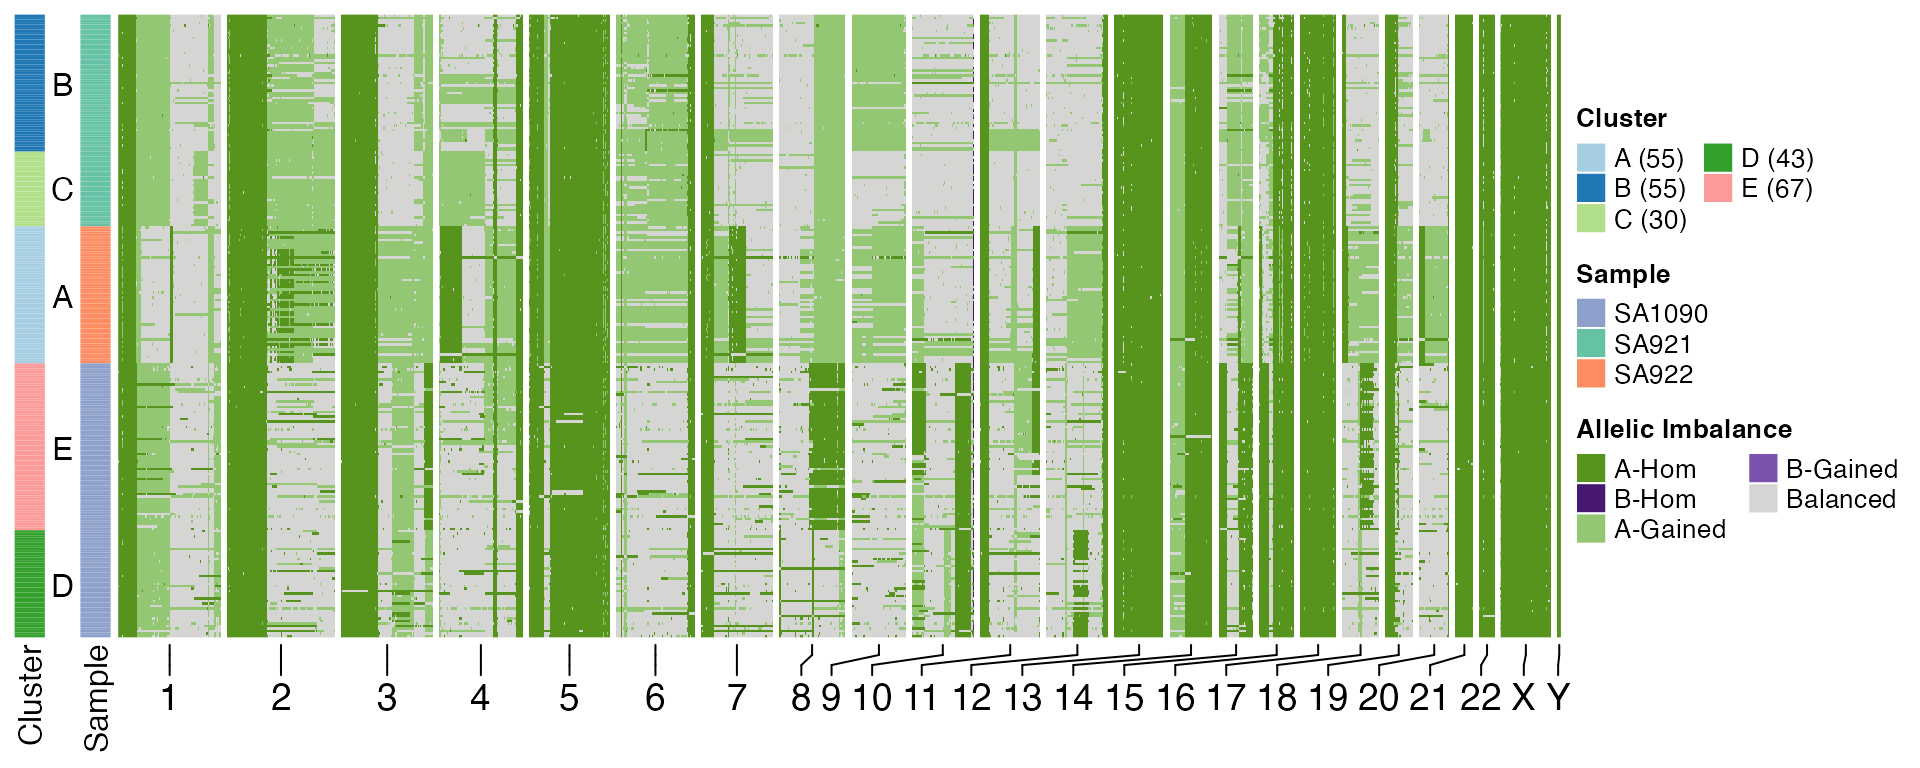 B
C
A
E
D
Cluster
Sample
1 2 3 4 5 6 7 8 9 10 11 12 13 14 15 16 17 18 19 20 21 22 X Y
Cluster
A (55) D (43)
B (55) E (67)
C (30)
Sample
SA1090
SA921
SA922
Allelic Imbalance
A-Hom B-Gained
B-Hom Balanced
A-Gained